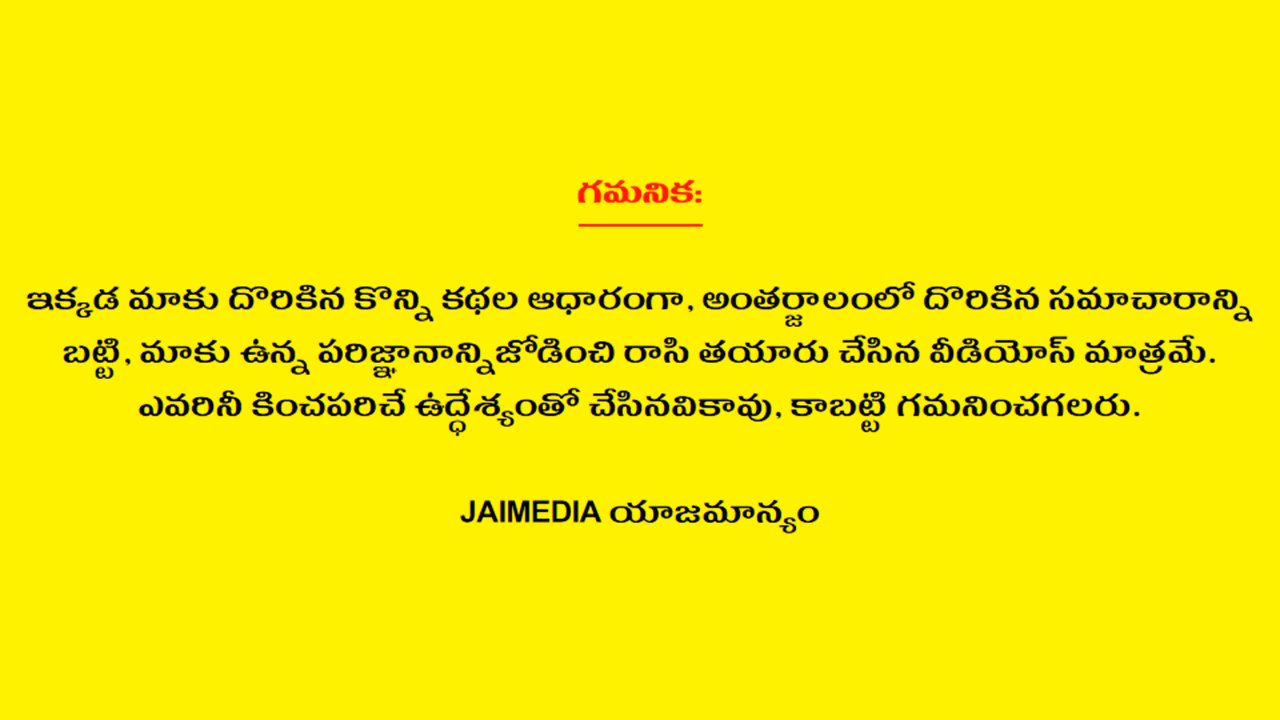 గమనిక:
ఇక్కడ మాకు దొరికిన కొన్ని కథల ఆధారంగా, అంతర్జాలంలో దొరికిన సమాచారాన్ని
బట్టి, మాకు ఉన్న పరిజ్ఞానాన్నిజోడించి రాసి తయారు చేసిన వీడియోస్ మాత్రమే.
ఎవరినీ కించపరిచే ఉద్ధేశ్యంతో చేసినవికావు, కాబట్టి గమనించగలరు.
JAIMEDIA యాజమాన్యం